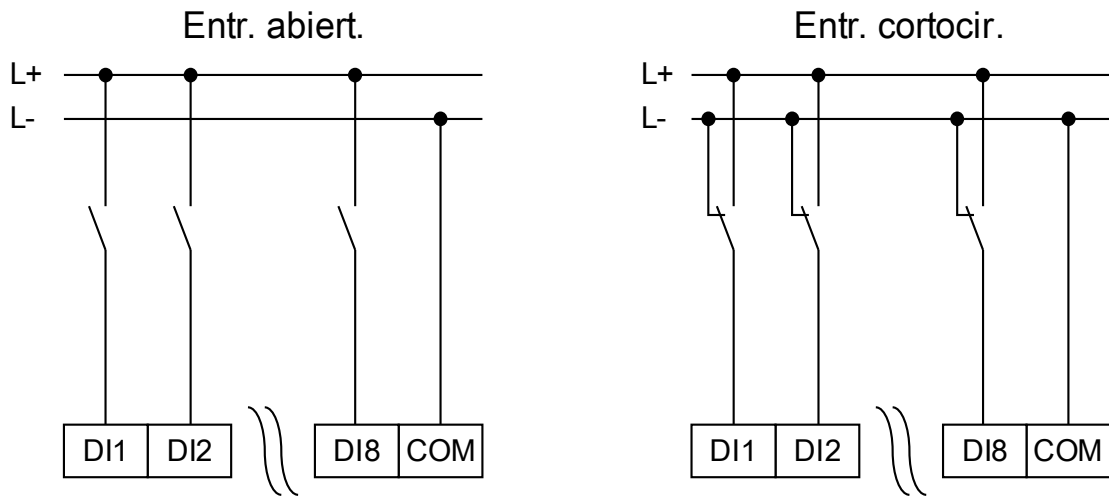 Entr. abiert.
L+
L-
DI1 DI2 DI8 COM
Entr. cortocir.
L+
L-
DI1 DI2 DI8 COM